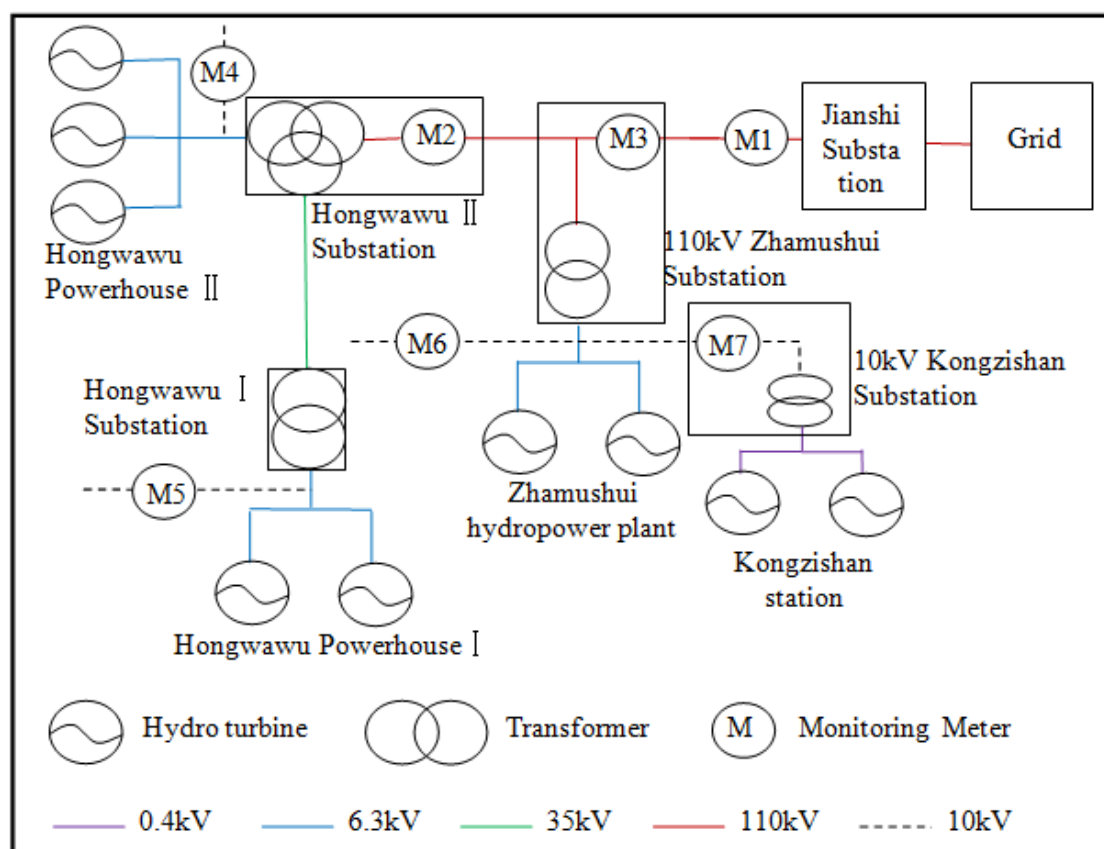 M4
M2
M3
M1
Jianshi
Substa
tion
Grid
Hongwawu
Powerhouse Ⅱ
Hongwawu Ⅱ
Substation
110kV Zhamushui
Substation
M6
M7
10kV Kongzishan
Substation
Hongwawu Ⅰ
Substation
M5
Zhamushui
hydropower plant
Kongzishan
station
Hongwawu Powerhouse Ⅰ
Hydro turbine
Transformer
M
Monitoring Meter
0.4kV
6.3kV
35kV
110kV
10kV